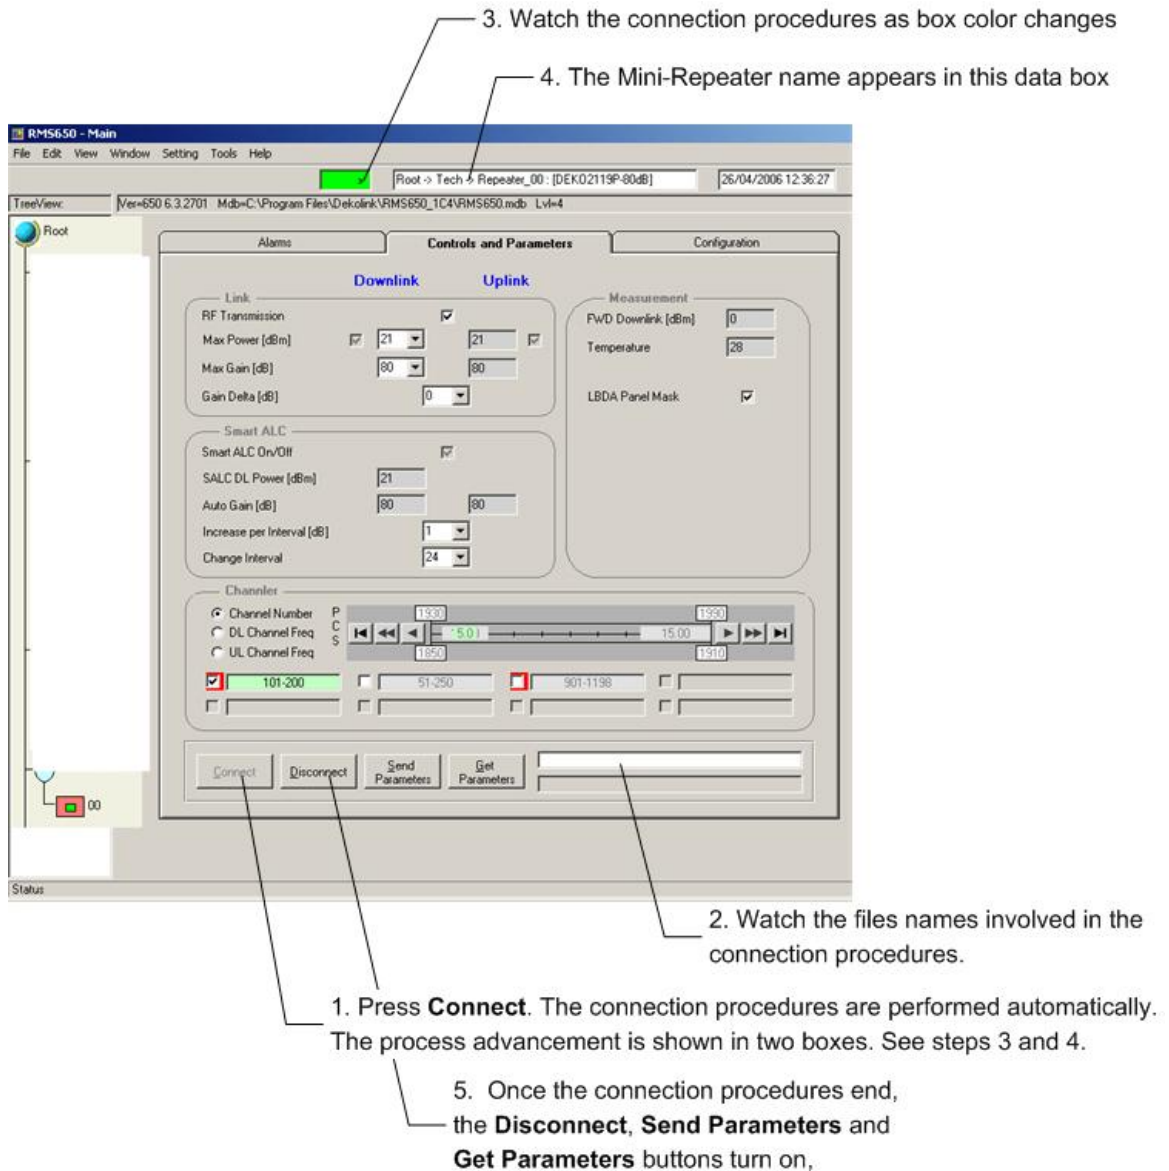 3. Watch the connection procedures as box color changes
4. The Mini-Repeater name appears in this data box
RMS650 - Main
File Edit View Window Setting Tools Help
Root -> Tech -> Repeater_00 : [DEKO2119P-80dB] 26/04/2006 12:36:27
TreeView: Ver=650 6.3.2701 Mdb=C:\Program Files\Dekolink\RMS650_1C4\RMS650.mdb Lvl=4
Root
Alarms Controls and Parameters Configuration
Downlink Uplink
Link
RF Transmission
Max Power [dBm] 21 21
Max Gain [dB] 80 80
Gain Delta [dB] 0
Measurement
FWD Downlink [dBm] 0
Temperature 28
LBDA Panel Mask
Smart ALC
Smart ALC On/Off
SALC DL Power [dBm] 21
Auto Gain [dB] 80 80
Increase per Interval [dB] 1
Change Interval 24
Channler
Channel Number
DL Channel Freq
UL Channel Freq
PCS
1930 1990
15.00
1850 1910
101-200 51-250 901-1198
Connect Disconnect Send Parameters Get Parameters
00
Status
2. Watch the files names involved in the
connection procedures.
1. Press Connect. The connection procedures are performed automatically.
The process advancement is shown in two boxes. See steps 3 and 4.
5. Once the connection procedures end,
the Disconnect, Send Parameters and
Get Parameters buttons turn on,